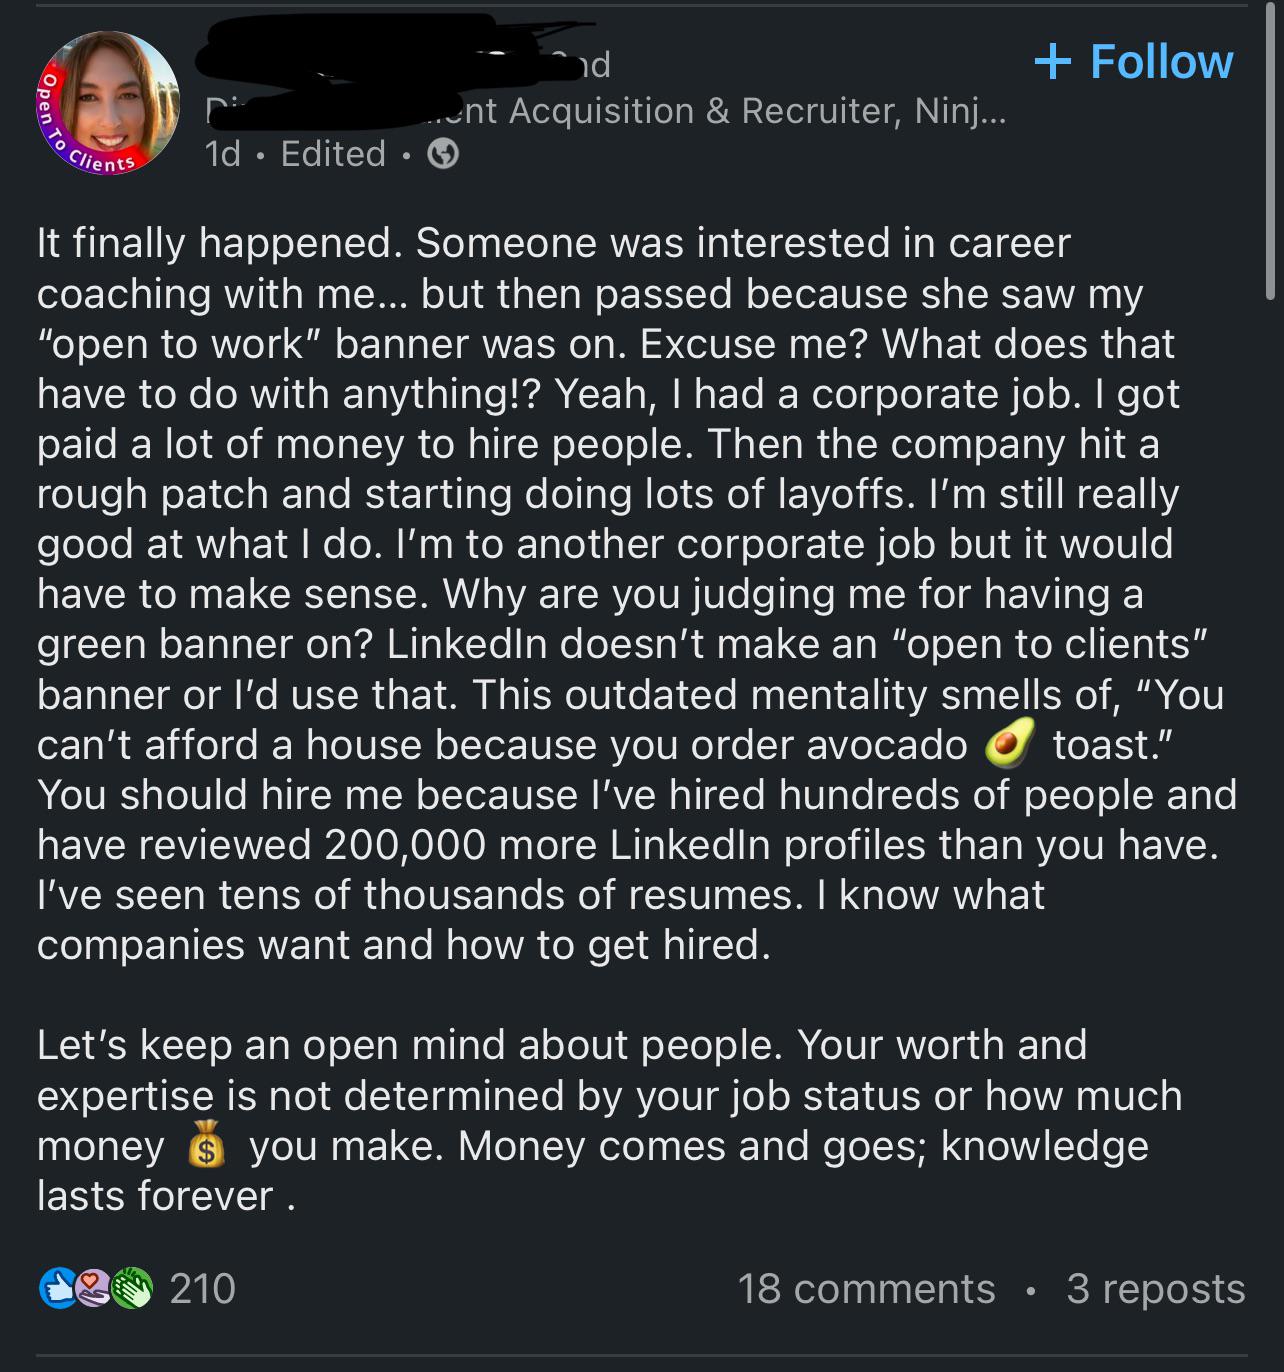 nd
+ Follow
Acquisition & Recruiter, Ninj...
1d • Edited •
Open To Clients
It finally happened. Someone was interested in career
coaching with me... but then passed because she saw my
“open to work” banner was on. Excuse me? What does that
have to do with anything!? Yeah, I had a corporate job. I got
paid a lot of money to hire people. Then the company hit a
rough patch and starting doing lots of layoffs. I’m still really
good at what I do. I’m to another corporate job but it would
have to make sense. Why are you judging me for having a
green banner on? LinkedIn doesn’t make an “open to clients”
banner or I’d use that. This outdated mentality smells of, “You
can’t afford a house because you order avocado 🥑 toast.”
You should hire me because I’ve hired hundreds of people and
have reviewed 200,000 more LinkedIn profiles than you have.
I’ve seen tens of thousands of resumes. I know what
companies want and how to get hired.
Let’s keep an open mind about people. Your worth and
expertise is not determined by your job status or how much
money 💰 you make. Money comes and goes; knowledge
lasts forever .
210
18 comments • 3 reposts